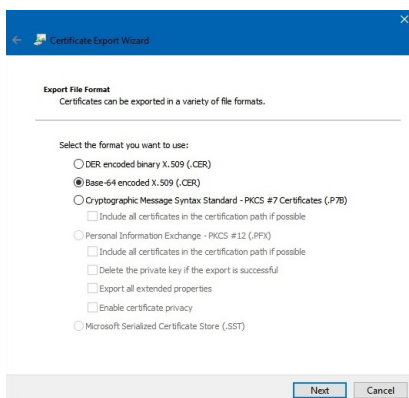 Certificate Export Wizard
Export File Format
Certificates can be exported in a variety of file formats.
Select the format you want to use:
DER encoded binary X.509 (.CER)
Base-64 encoded X.509 (.CER)
Cryptographic Message Syntax Standard - PKCS #7 Certificates (.P7B)
Include all certificates in the certification path if possible
Personal Information Exchange - PKCS #12 (.PFX)
Include all certificates in the certification path if possible
Delete the private key if the export is successful
Export all extended properties
Enable certificate privacy
Microsoft Serialized Certificate Store (.SST)
Next Cancel